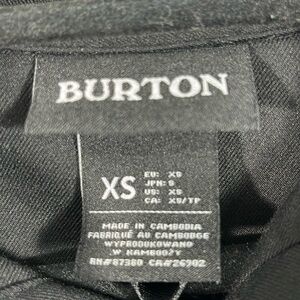 BURTON
XS
EU: XS
JPN: S
US: XS
CA: XS/TP
MADE IN CAMBODIA
FABRIQUÉ AU CAMBODGE
WYPRODUKOWANO
W KAMBODŻY
RN#87380 CA#26902